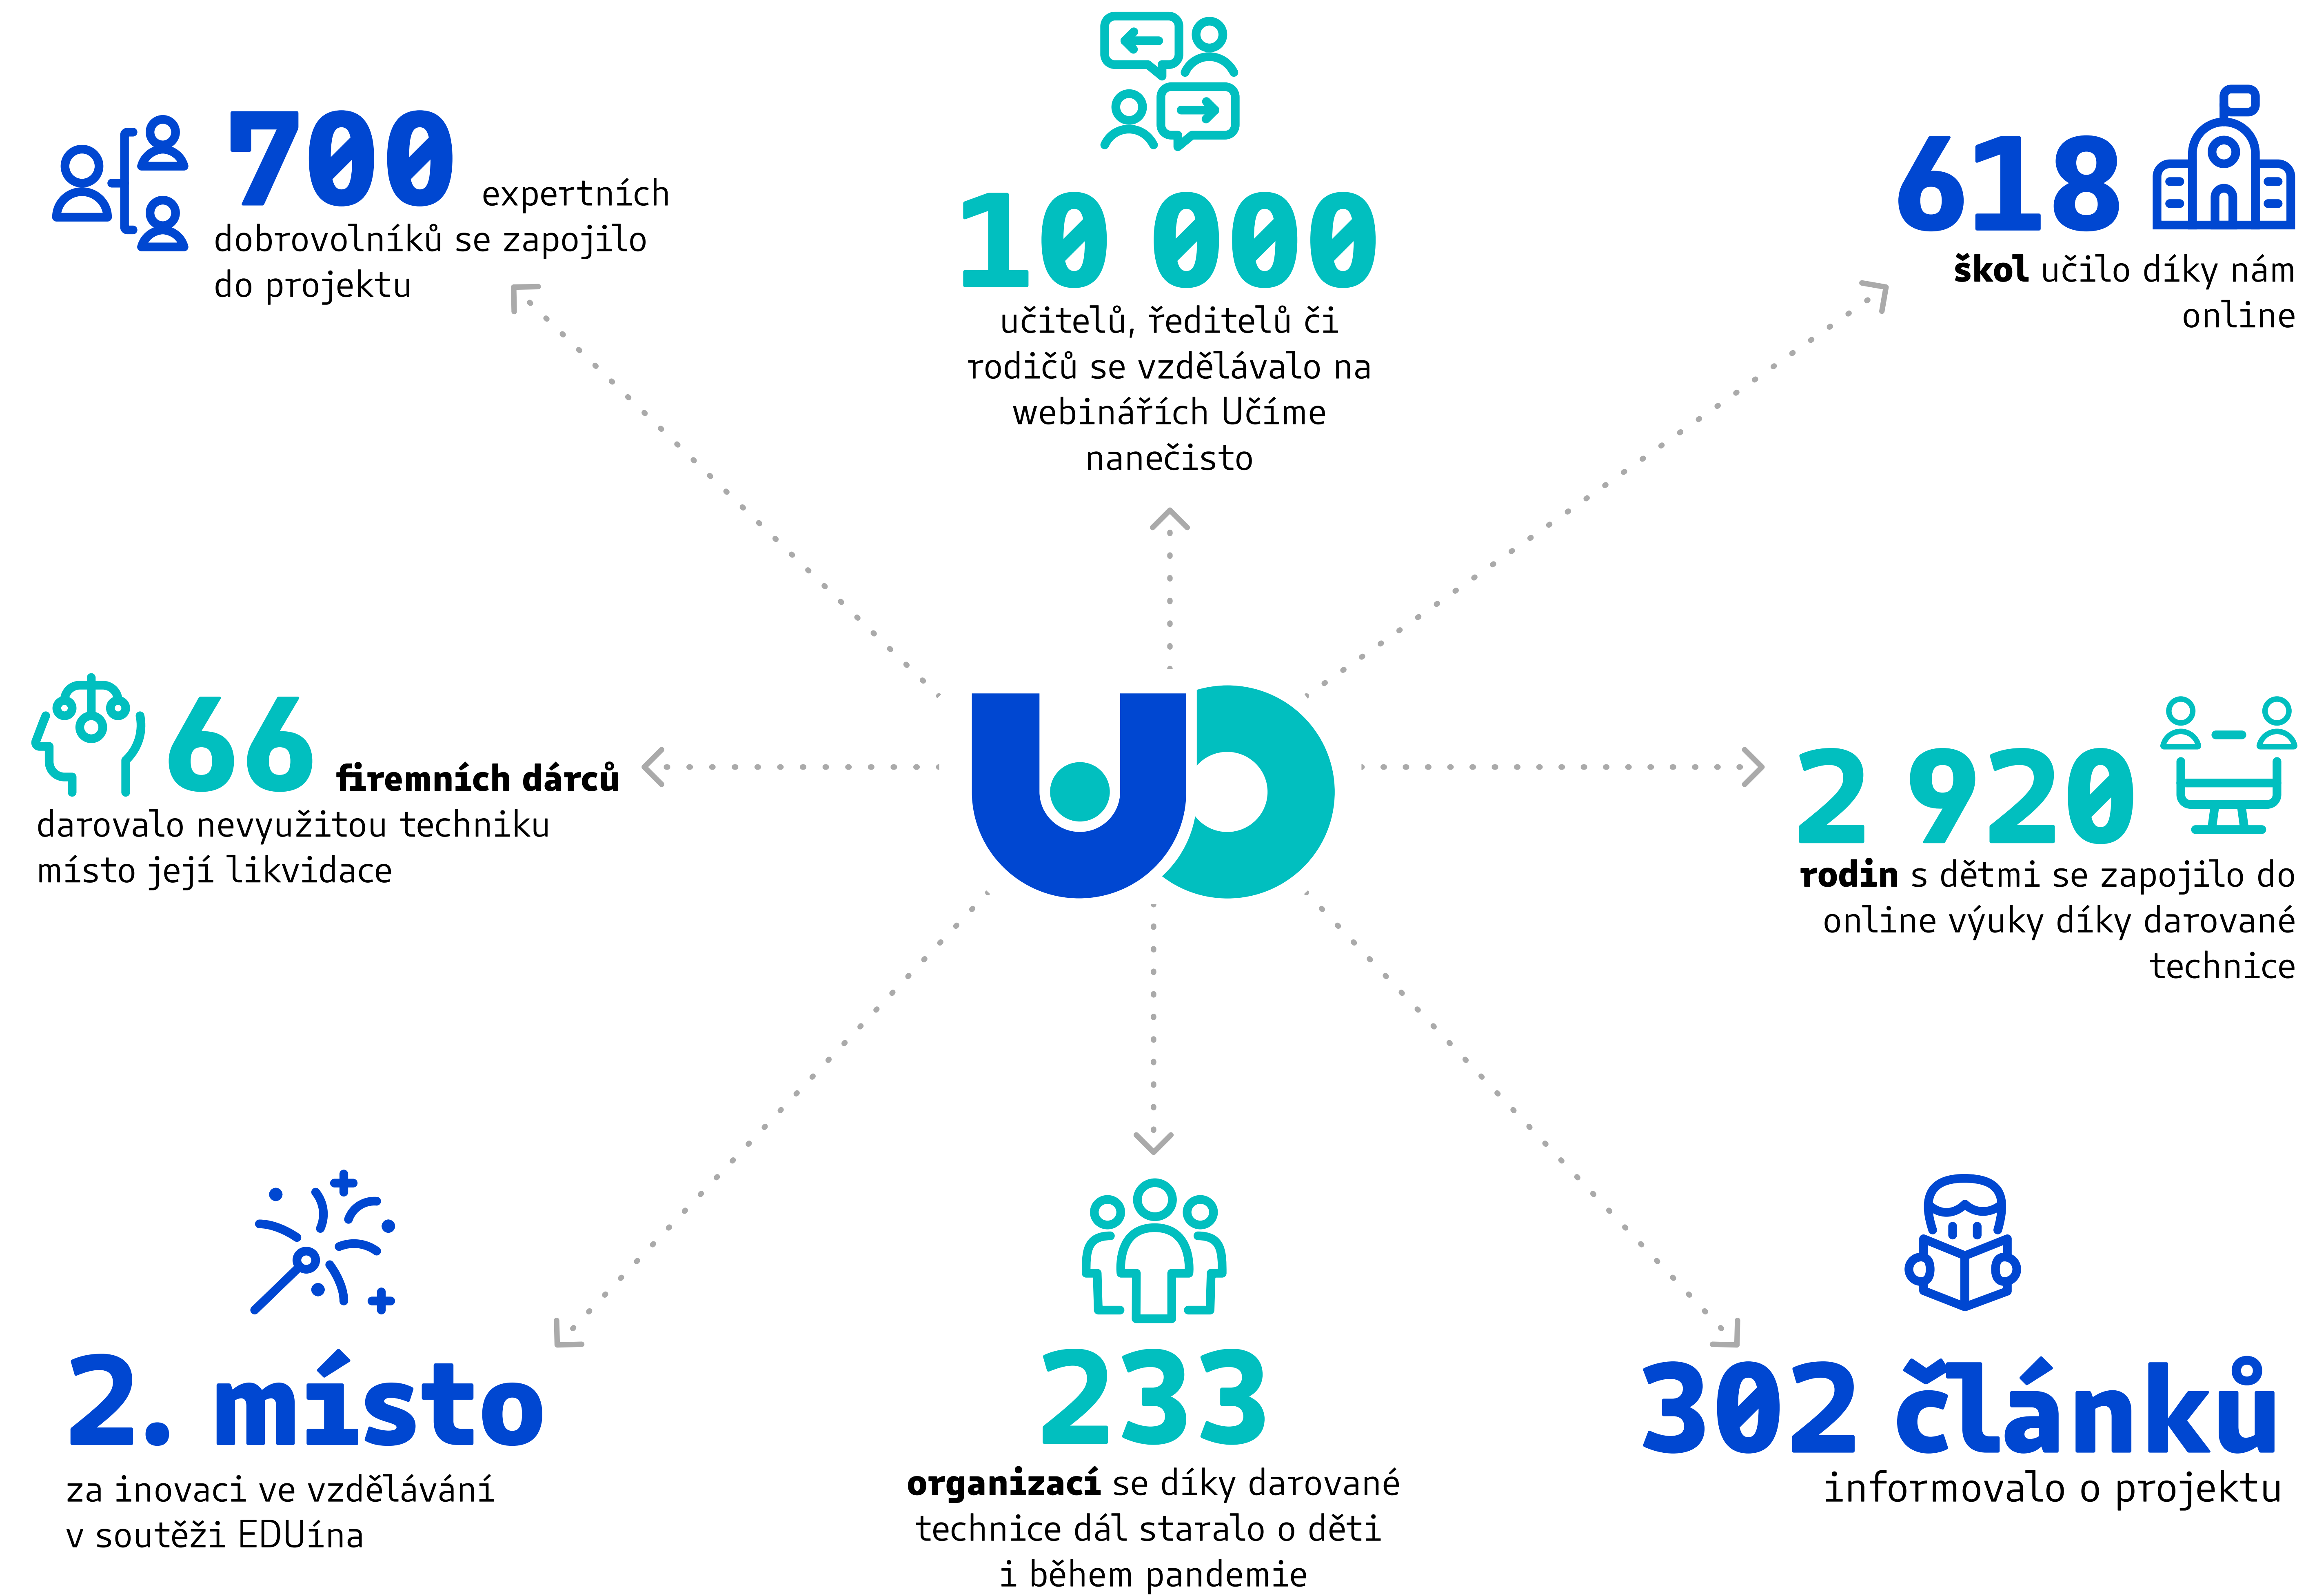 700 expertních
dobrovolníků se zapojilo
do projektu
10 000
učitelů, ředitelů či
rodičů se vzdělávalo na
webinářích Učíme
nanečisto
618
škol učilo díky nám
online
66 firemních dárců
darovalo nevyužitou techniku
místo její likvidace
2 920
rodin s dětmi se zapojilo do
online výuky díky darované
technice
2. místo
za inovaci ve vzdělávání
v soutěži EDUína
233
organizací se díky darované
technice dál staralo o děti
i během pandemie
302 článků
informovalo o projektu